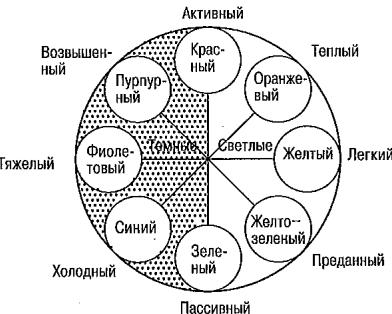 Активный
Возвышен-
ный
Теплый
Крас-
ный
Пурпур-
ный
Оранже-
вый
Тяжелый
Фиоле-
товый
Темные
Светлые
Желтый
Легкий
Синий
Желто-
зеленый
Зеле-
ный
Холодный
Преданный
Пассивный